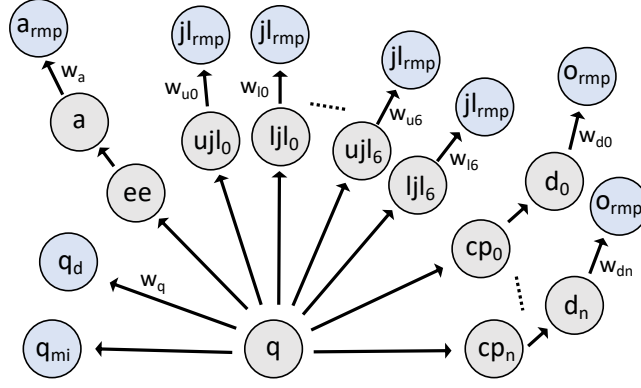 a_rmp
w_a
a
ee
jl_rmp
w_u0
ujl_0
jl_rmp
w_l0
ljl_0
jl_rmp
w_u6
ujl_6
jl_rmp
w_l6
ljl_6
o_rmp
w_d0
d_0
cp_0
o_rmp
w_dn
d_n
cp_n
q_d
w_q
q_mi
q